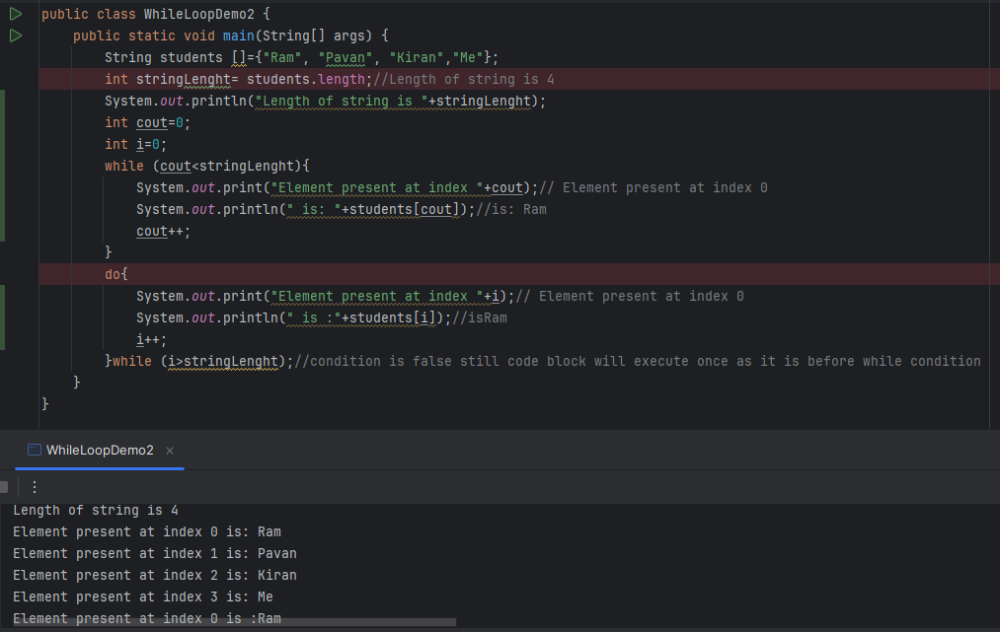 public class WhileLoopDemo2 {
public static void main(String[] args) {
String students []={"Ram", "Pavan", "Kiran","Me"};
int stringLenght= students.length;//Length of string is 4
System.out.println("Length of string is "+stringLenght);
int cout=0;
int i=0;
while (cout<stringLenght){
System.out.print("Element present at index "+cout);// Element present at index 0
System.out.println(" is: "+students[cout]);//is: Ram
cout++;
}
do{
System.out.print("Element present at index "+i);// Element present at index 0
System.out.println(" is :"+students[i]);//isRam
i++;
}while (i>stringLenght);//condition is false still code block will execute once as it is before while condition
}
}
WhileLoopDemo2 ×
Length of string is 4
Element present at index 0 is: Ram
Element present at index 1 is: Pavan
Element present at index 2 is: Kiran
Element present at index 3 is: Me
Element present at index 0 is :Ram